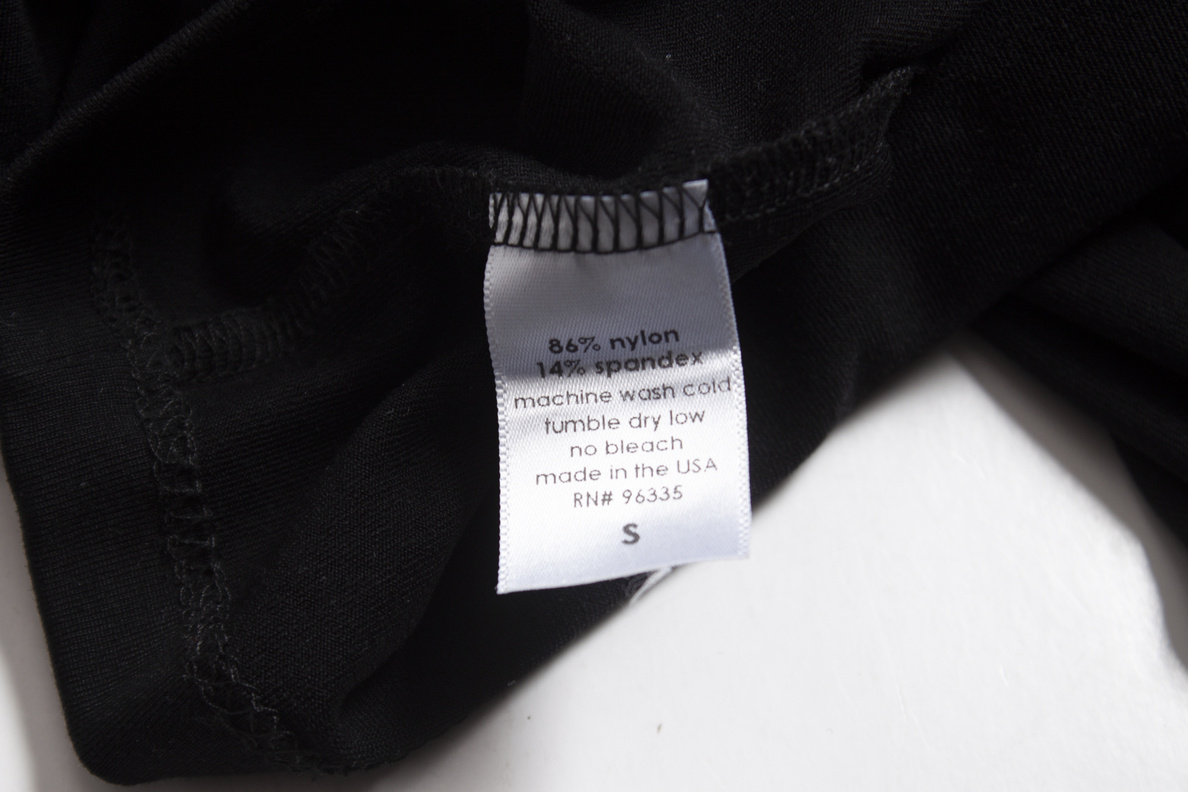 86% nylon
14% spandex
machine wash cold
tumble dry low
no bleach
made in the USA
RN# 96335
S